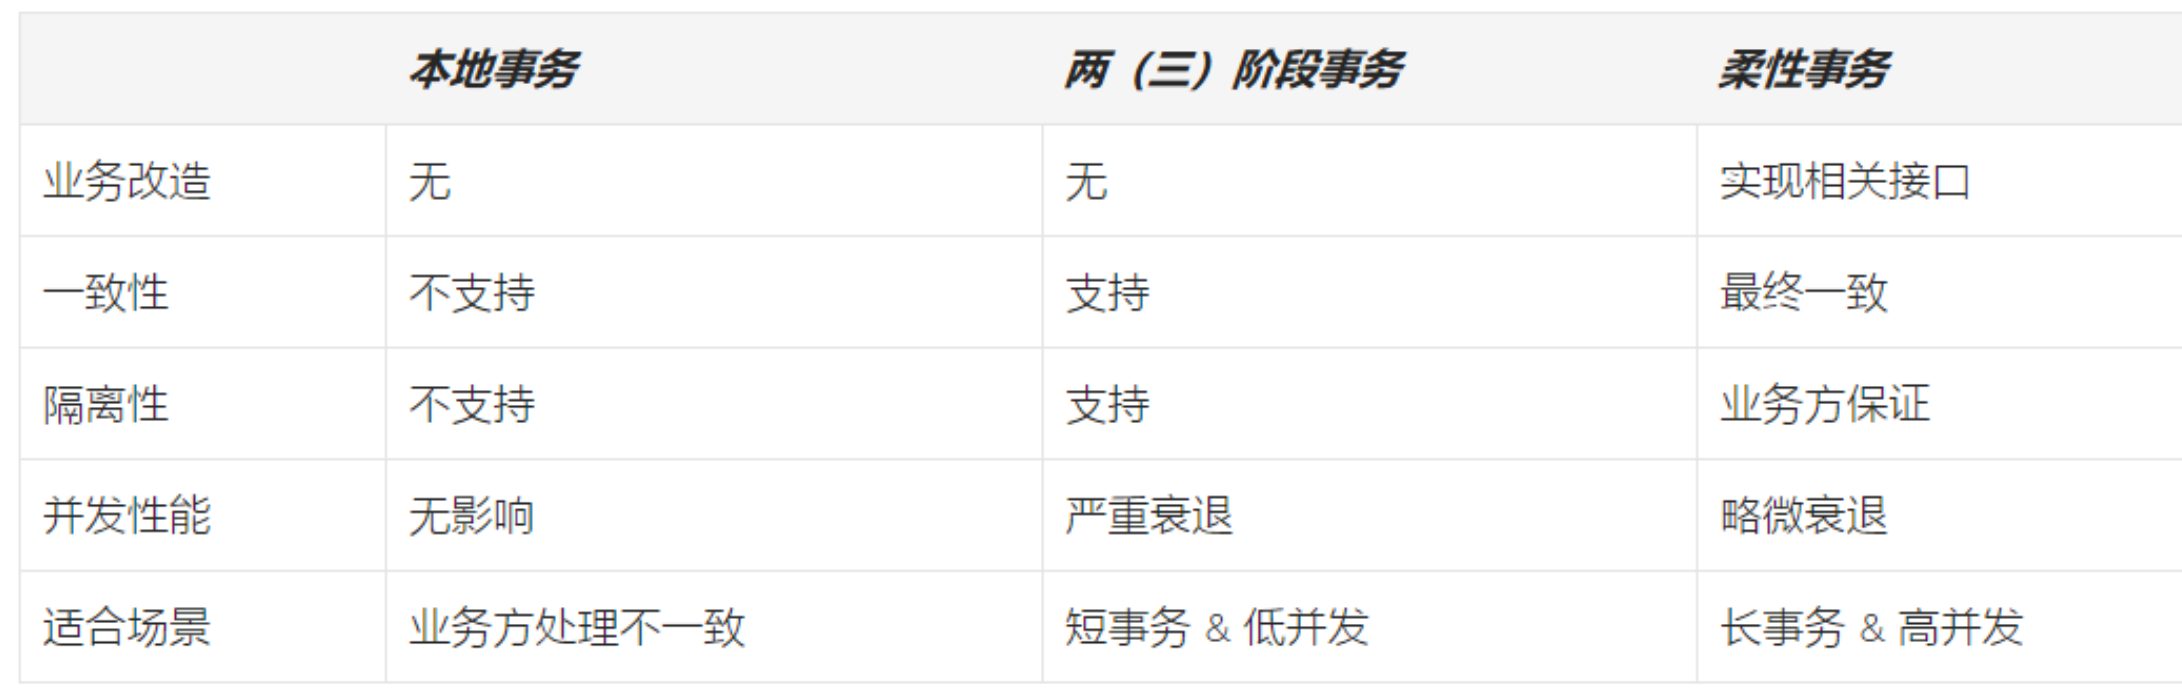 本地事务 两（三）阶段事务 柔性事务
业务改造 无 无 实现相关接口
一致性 不支持 支持 最终一致
隔离性 不支持 支持 业务方保证
并发性能 无影响 严重衰退 略微衰退
适合场景 业务方处理不一致 短事务 & 低并发 长事务 & 高并发